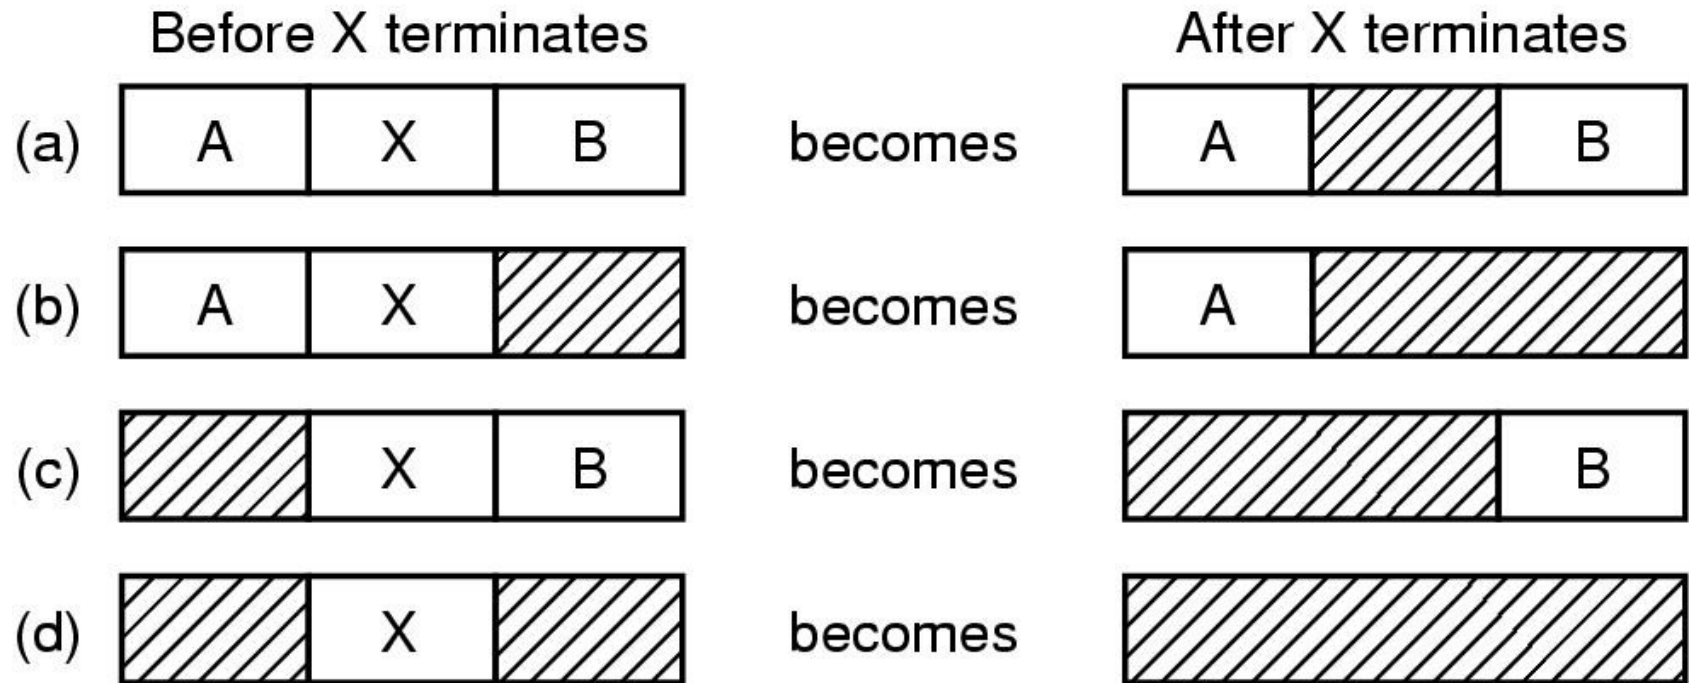 Before X terminates After X terminates
(a) A X B becomes A B
(b) A X becomes A
(c) X B becomes B
(d) X becomes